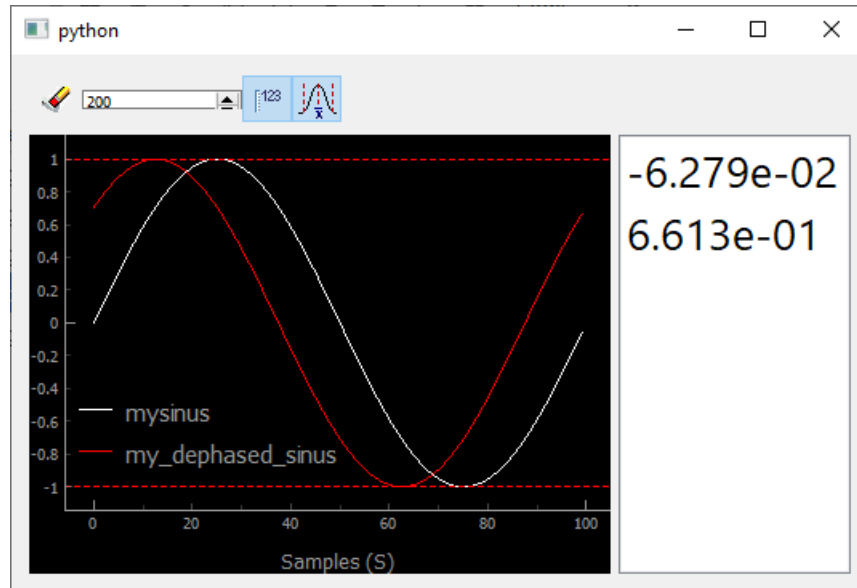 python
200
123
x
1
0.8
0.6
0.4
0.2
0
-0.2
-0.4
-0.6
-0.8
-1
mysinus
my_dephased_sinus
0 20 40 60 80 100
Samples (S)
-6.279e-02
6.613e-01